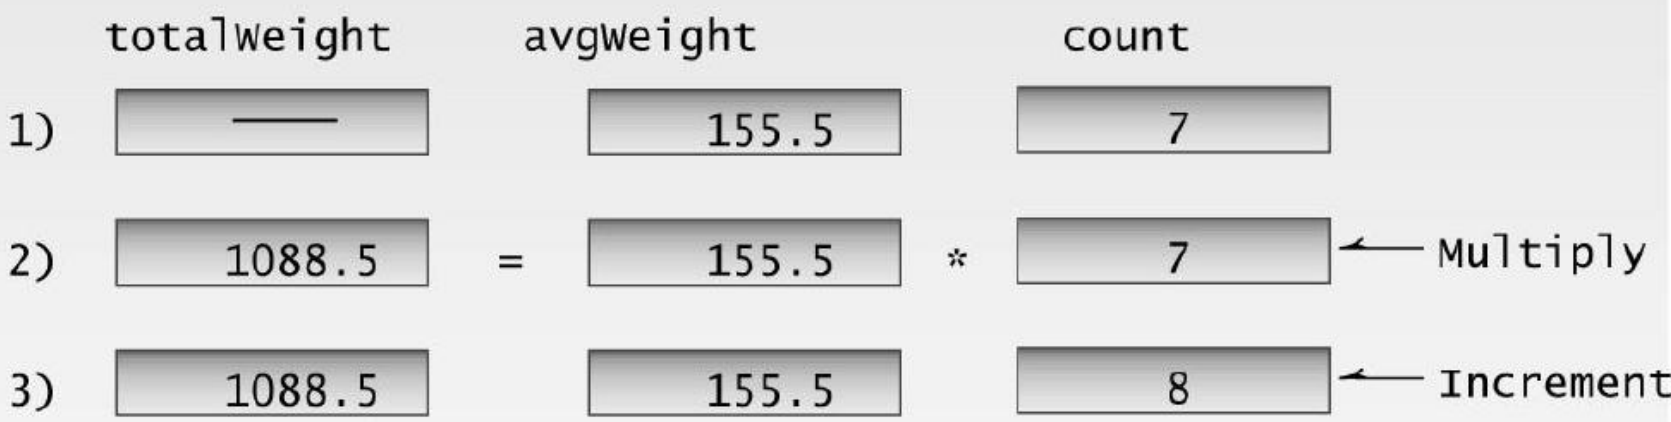 totalWeight avgWeight count
1) 155.5 7
2) 1088.5 = 155.5 * 7 Multiply
3) 1088.5 155.5 8 Increment